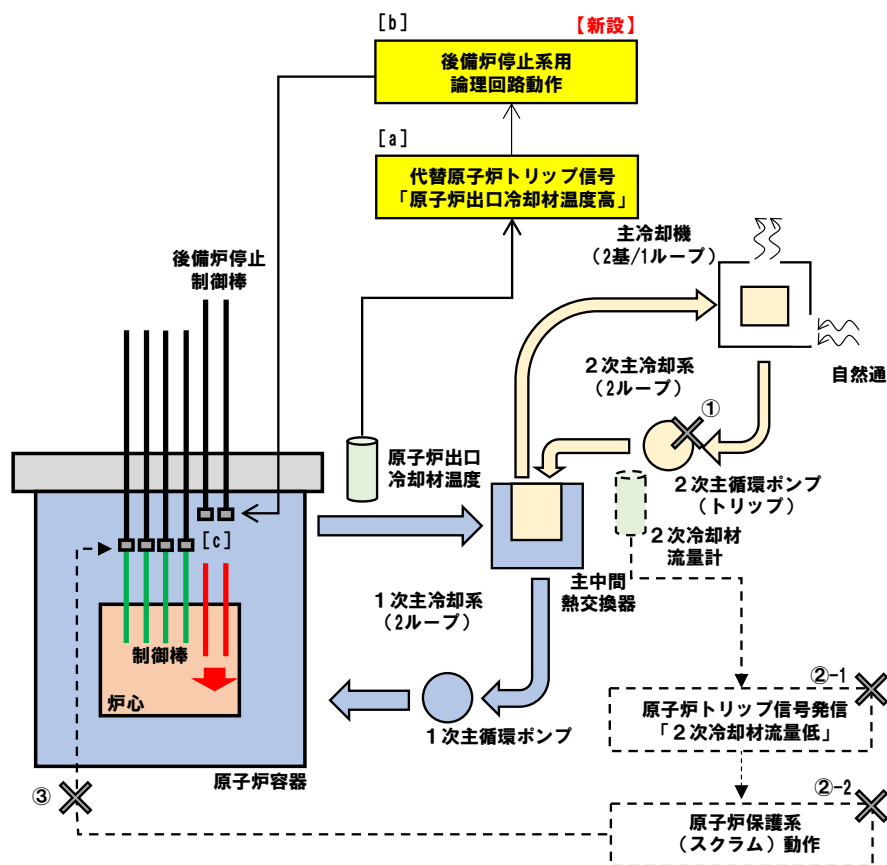 [b]
【新設】
後備炉停止系用
論理回路動作
[a]
代替原子炉トリップ信号
「原子炉出口冷却材温度高」
主冷却機
(2基/1ループ)
後備炉停止
制御棒
自然通
2次主冷却系
(2ループ)
①
原子炉出口
冷却材温度
2次主循環ポンプ
(トリップ)
2次冷却材
流量計
[c]
主中間
熱交換器
1次主冷却系
(2ループ)
制御棒
炉心
②-1
原子炉トリップ信号発信
「2次冷却材流量低」
1次主循環ポンプ
原子炉容器
③
②-2
原子炉保護系
(スクラム)動作